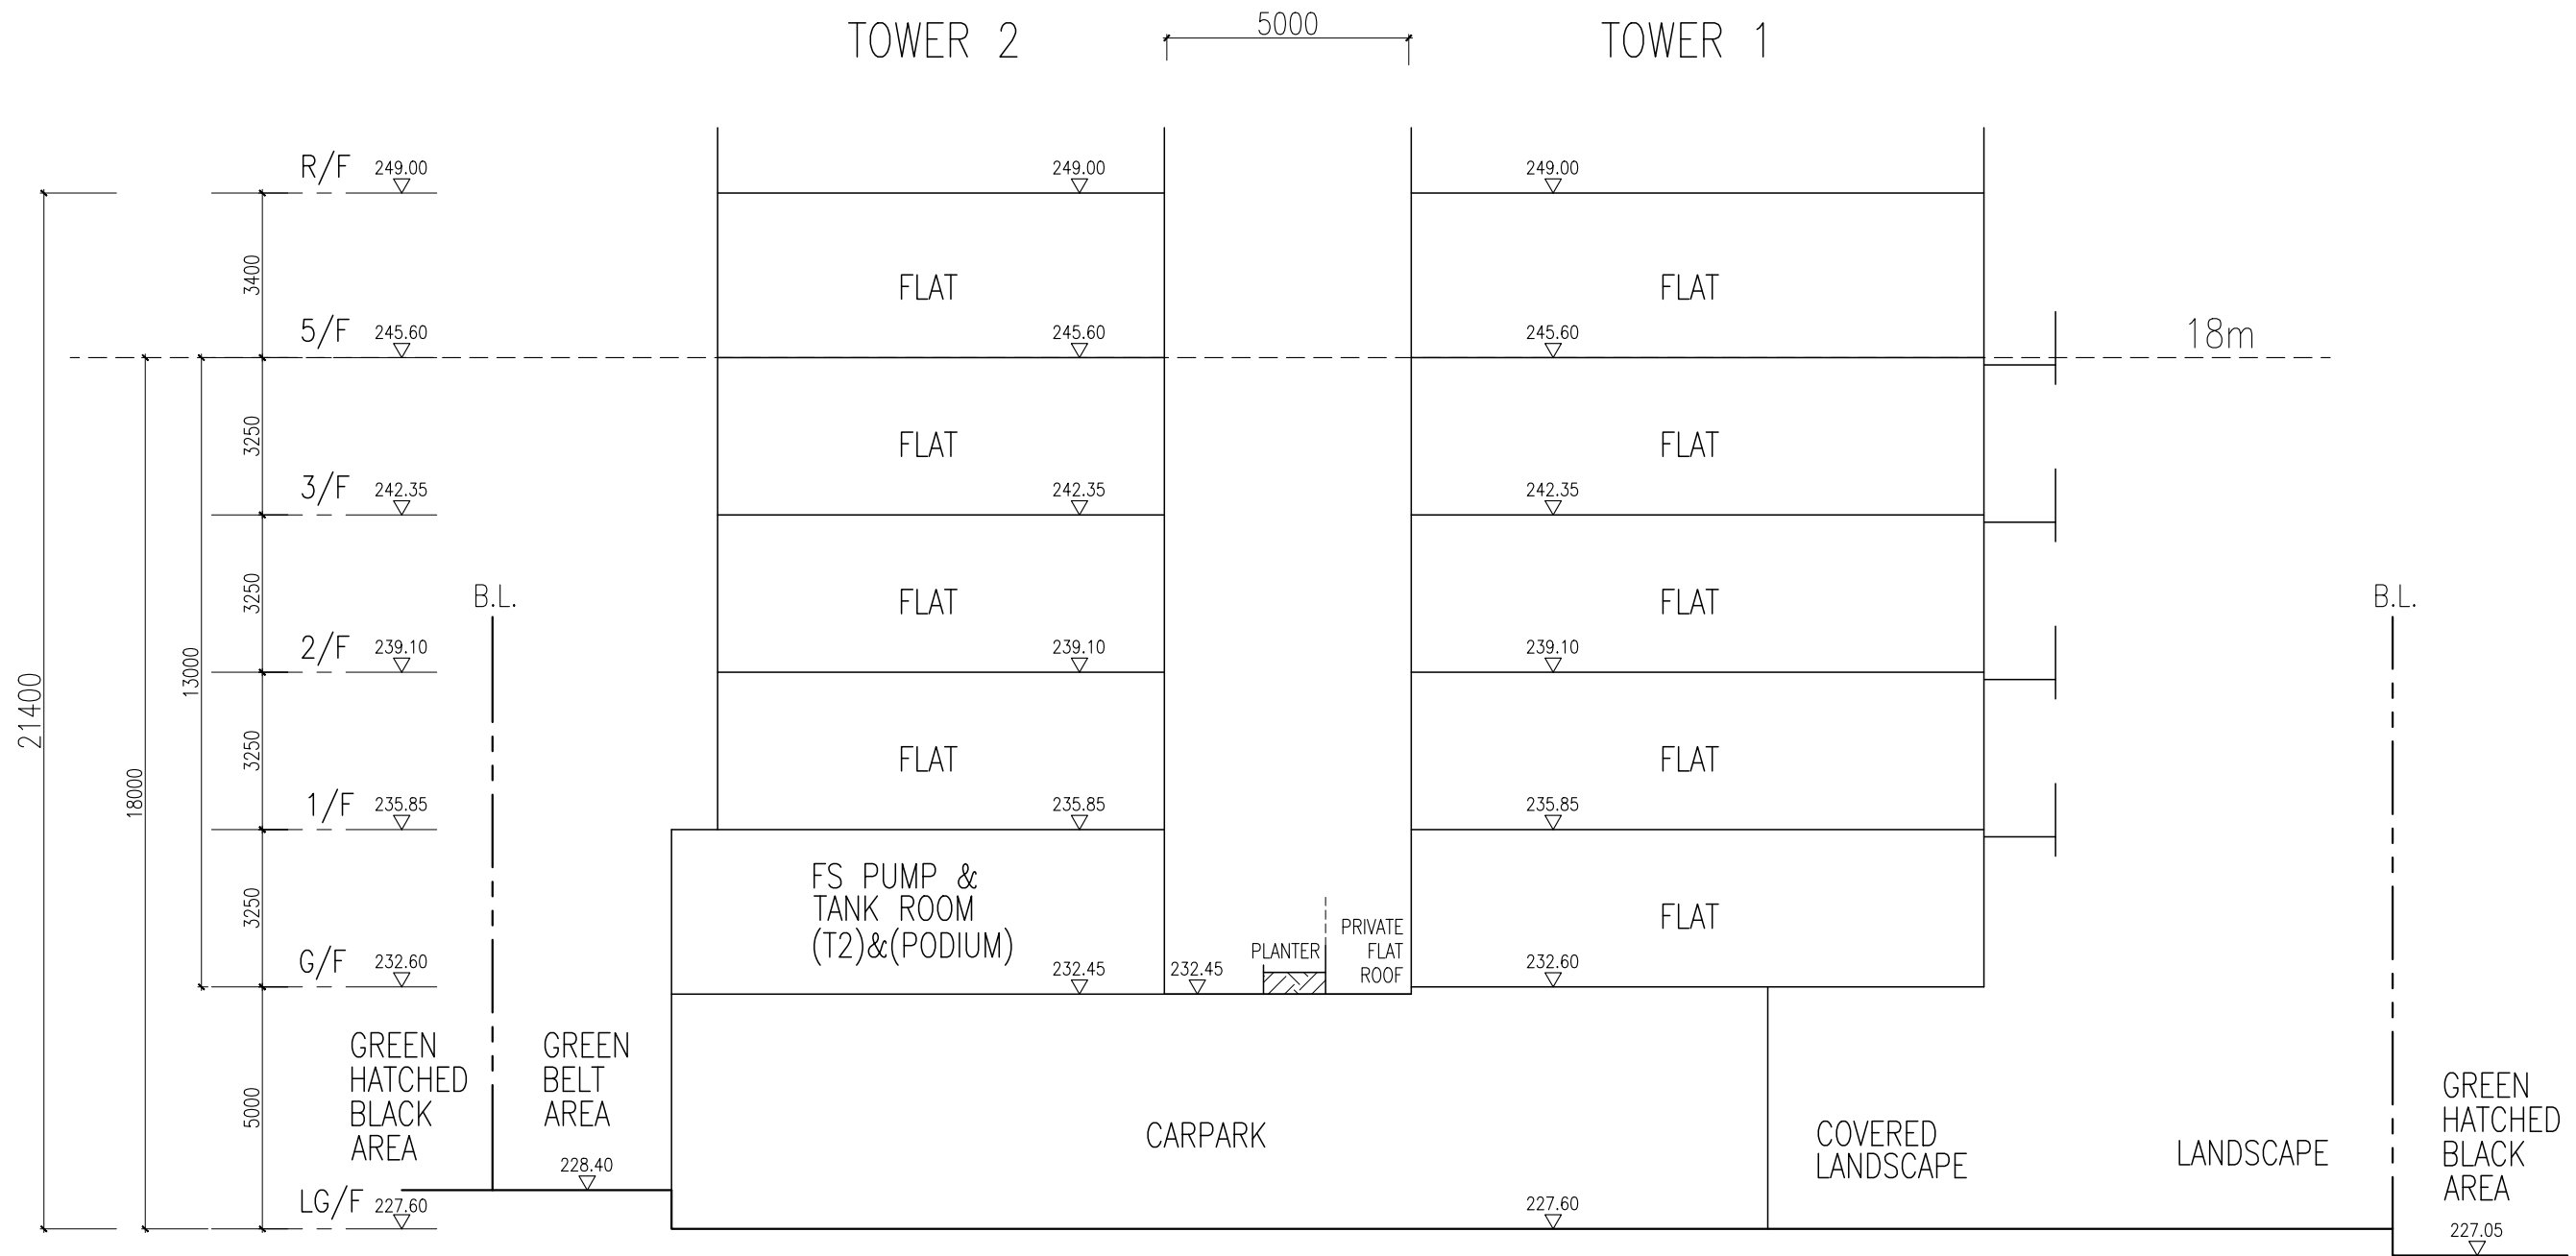 TOWER 2
5000
TOWER 1
R/F 249.00
249.00
249.00
3400
FLAT
FLAT
5/F 245.60
245.60
245.60
18m
3250
FLAT
FLAT
3/F 242.35
242.35
242.35
3250
FLAT
FLAT
B.L.
B.L.
2/F 239.10
239.10
239.10
13000
21400
3250
FLAT
FLAT
18000
1/F 235.85
235.85
235.85
3250
FS PUMP &
TANK ROOM
(T2)&(PODIUM)
FLAT
PLANTER
PRIVATE
FLAT
ROOF
G/F 232.60
232.45
232.45
232.60
GREEN
HATCHED
BLACK
AREA
GREEN
BELT
AREA
5000
CARPARK
COVERED
LANDSCAPE
LANDSCAPE
GREEN
HATCHED
BLACK
AREA
228.40
LG/F 227.60
227.60
227.05